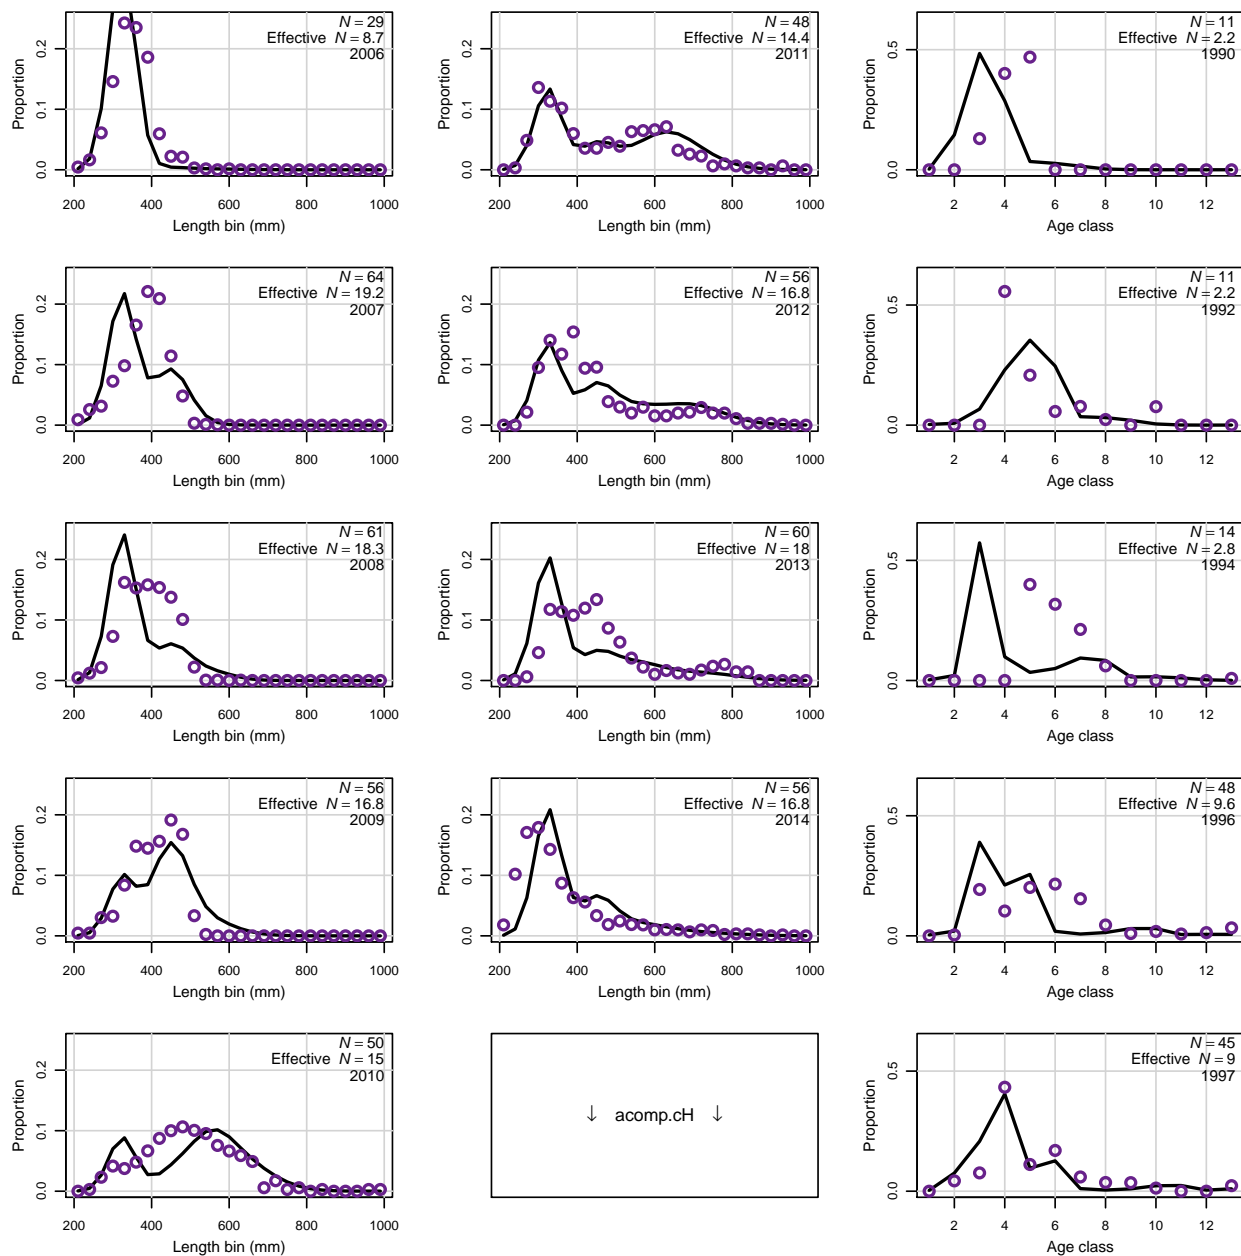 N = 29
Effective N = 8.7
2006
Proportion
0.0 0.1 0.2
200 400 600 800 1000
Length bin (mm)
N = 48
Effective N = 14.4
2011
Proportion
0.0 0.1 0.2
200 400 600 800 1000
Length bin (mm)
N = 11
Effective N = 2.2
1990
Proportion
0.0 0.5
2 4 6 8 10 12
Age class
N = 64
Effective N = 19.2
2007
Proportion
0.0 0.1 0.2
200 400 600 800 1000
Length bin (mm)
N = 56
Effective N = 16.8
2012
Proportion
0.0 0.1 0.2
200 400 600 800 1000
Length bin (mm)
N = 11
Effective N = 2.2
1992
Proportion
0.0 0.5
2 4 6 8 10 12
Age class
N = 61
Effective N = 18.3
2008
Proportion
0.0 0.1 0.2
200 400 600 800 1000
Length bin (mm)
N = 60
Effective N = 18
2013
Proportion
0.0 0.1 0.2
200 400 600 800 1000
Length bin (mm)
N = 14
Effective N = 2.8
1994
Proportion
0.0 0.5
2 4 6 8 10 12
Age class
N = 56
Effective N = 16.8
2009
Proportion
0.0 0.1 0.2
200 400 600 800 1000
Length bin (mm)
N = 56
Effective N = 16.8
2014
Proportion
0.0 0.1 0.2
200 400 600 800 1000
Length bin (mm)
N = 48
Effective N = 9.6
1996
Proportion
0.0 0.5
2 4 6 8 10 12
Age class
N = 50
Effective N = 15
2010
Proportion
0.0 0.1 0.2
200 400 600 800 1000
Length bin (mm)
↓ acomp.cH ↓
N = 45
Effective N = 9
1997
Proportion
0.0 0.5
2 4 6 8 10 12
Age class